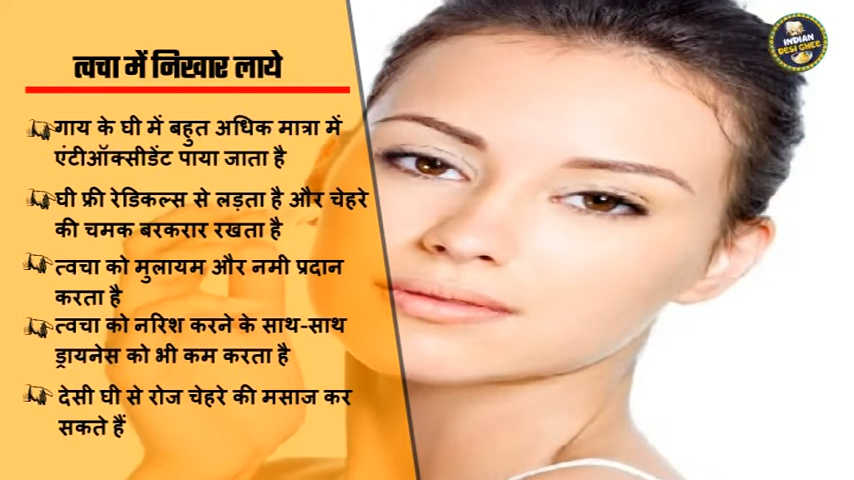 त्वचा में निखार लाये
INDIAN
DESI GHEE
गाय के घी में बहुत अधिक मात्रा में
एंटीऑक्सीडेंट पाया जाता है
घी फ्री रेडिकल्स से लड़ता है और चेहरे
की चमक बरकरार रखता है
त्वचा को मुलायम और नमी प्रदान
करता है
त्वचा को नरिश करने के साथ-साथ
ड्रायनेस को भी कम करता है
देसी घी से रोज चेहरे की मसाज कर
सकते हैं